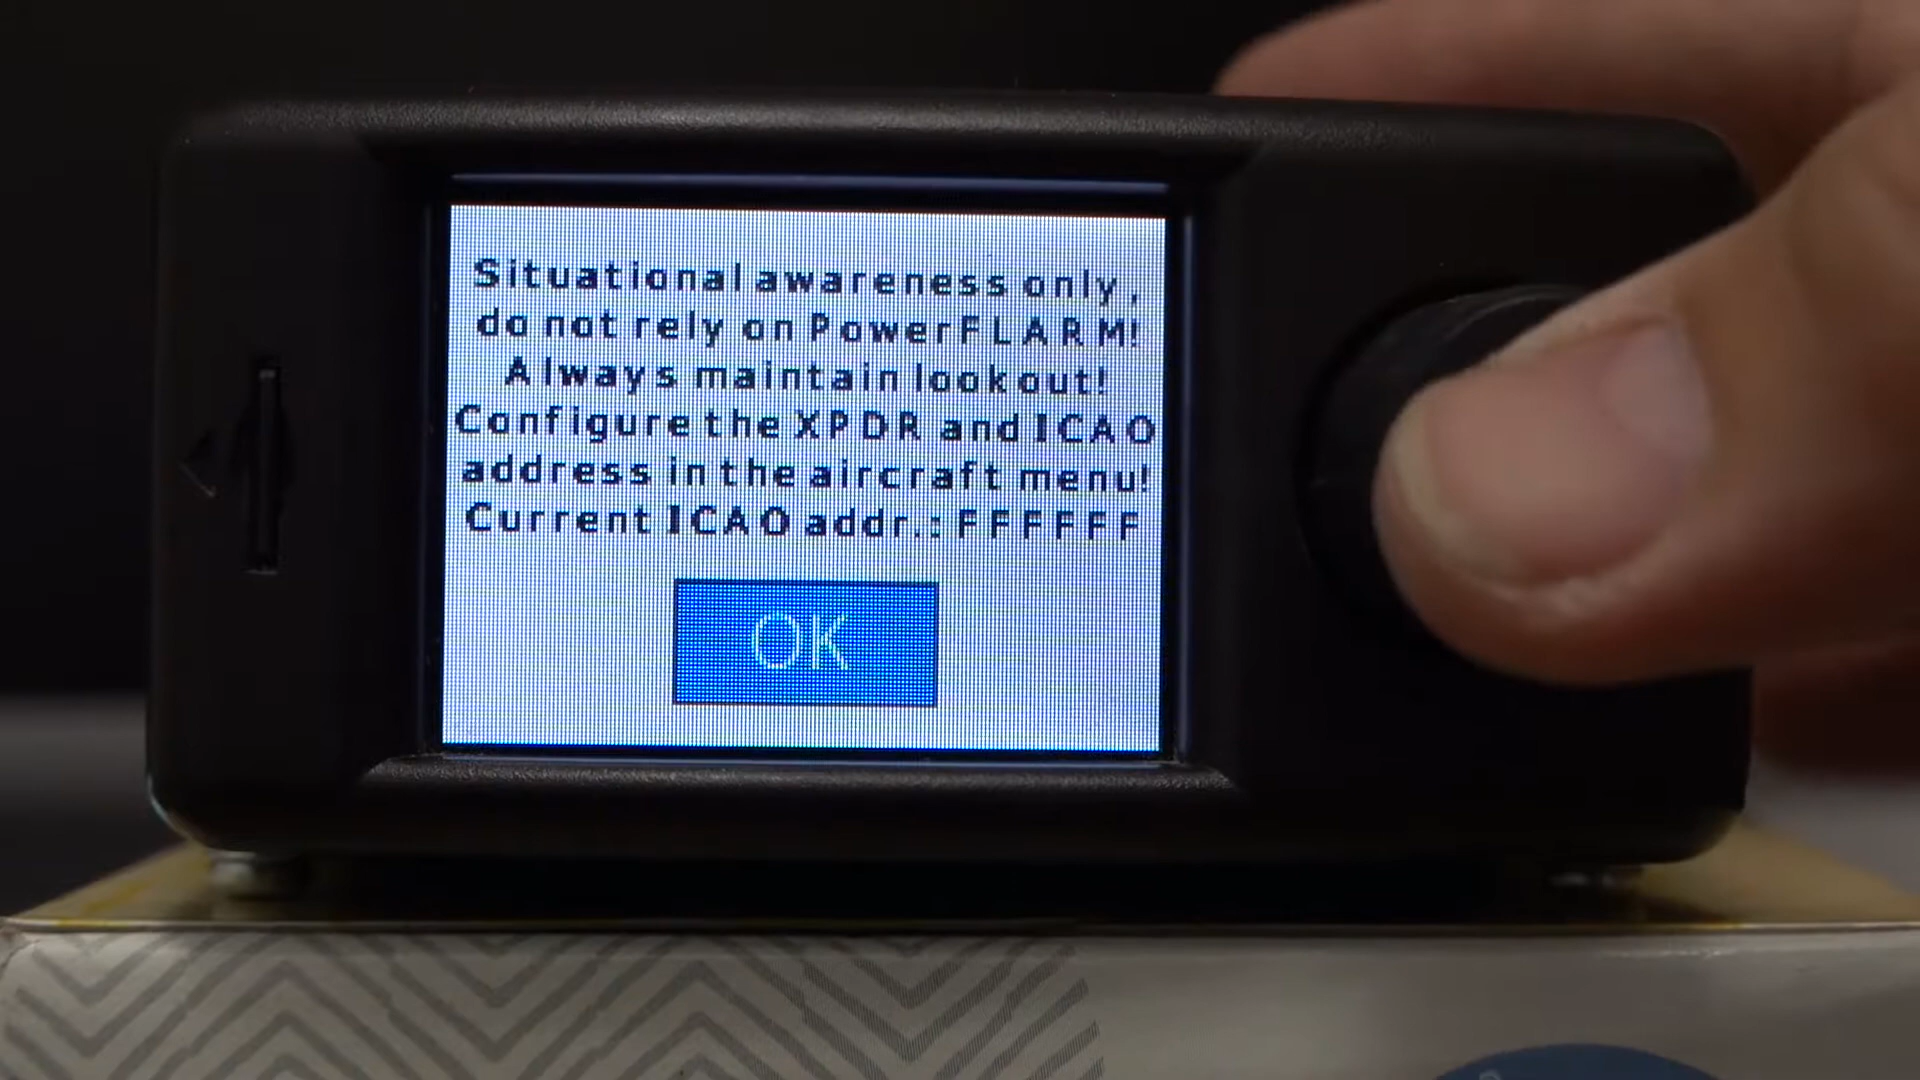 Situational awareness only,
do not rely on PowerFLARM!
Always maintain lookout!
Configure the XPDR and ICAO
address in the aircraft menu!
Current ICAO addr.: FFFFFF
OK